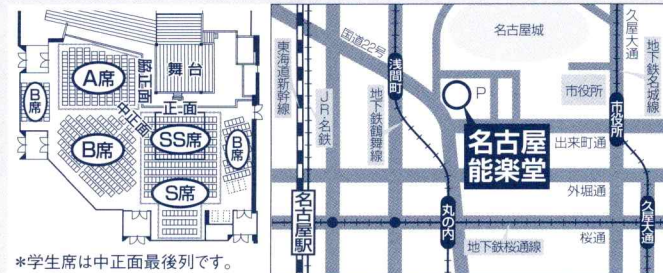 舞台
A席
脇正面
正面
中正面
B席
B席
SS席
B席
S席
*学生席は中正面最後列です。
東海道新幹線
JR・名鉄
国道22号
地下鉄鶴舞線
浅間町
名古屋城
P
名古屋
能楽堂
久屋大通
地下鉄名城線
市役所
市役所
出来町通
外堀通
名古屋駅
丸の内
久屋大通
桜通
地下鉄桜通線